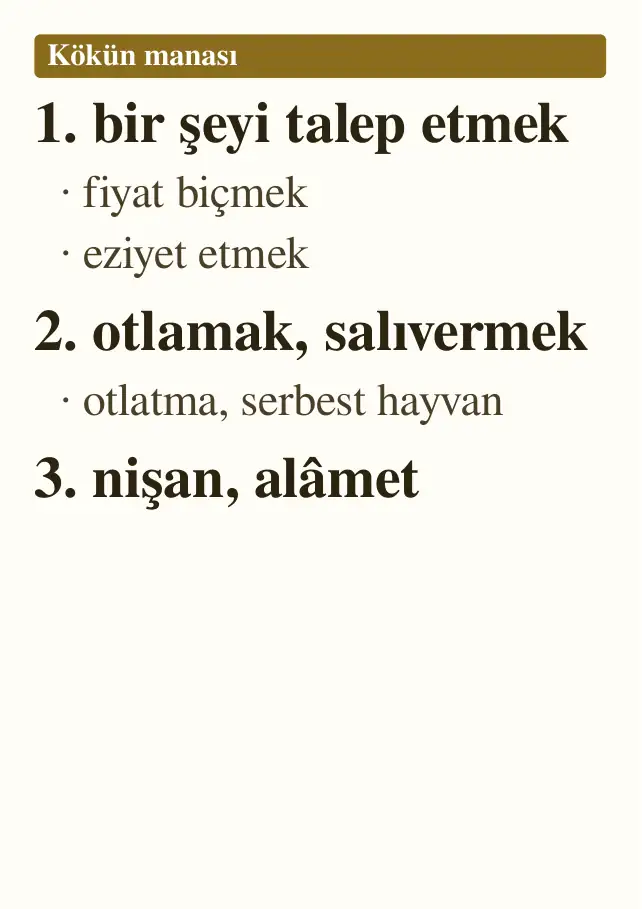 Kökün manası
1. bir şeyi talep etmek
· fiyat biçmek
· eziyet etmek
2. otlamak, salıvermek
· otlatma, serbest hayvan
3. nişan, alâmet